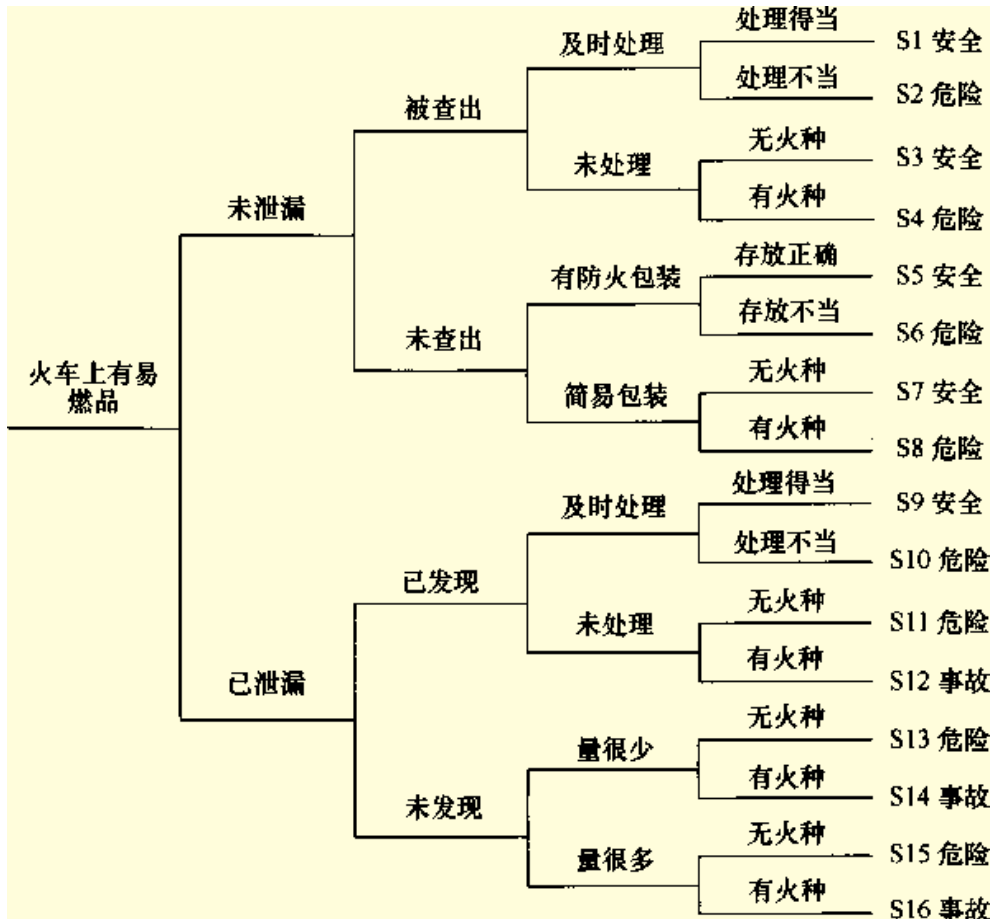 处理得当
及时处理
S1 安全
处理不当
被查出
S2 危险
无火种
未处理
S3 安全
有火种
未泄漏
S4 危险
存放正确
有防火包装
S5 安全
存放不当
未查出
S6 危险
火车上有易
燃品
无火种
简易包装
S7 安全
有火种
S8 危险
处理得当
及时处理
S9 安全
处理不当
已发现
S10 危险
无火种
未处理
S11 危险
有火种
已泄漏
S12 事故
无火种
量很少
S13 危险
有火种
未发现
S14 事故
无火种
量很多
S15 危险
有火种
S16 事故